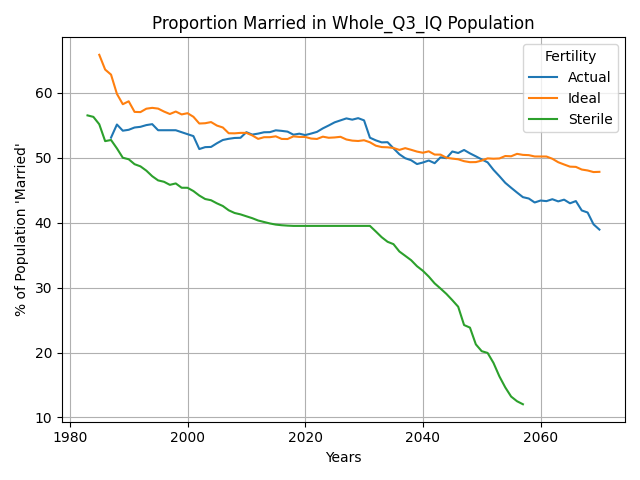 Proportion Married in Whole_Q3_IQ Population
% of Population 'Married'
60
50
40
30
20
10
1980 2000 2020 2040 2060
Years
Fertility
Actual
Ideal
Sterile